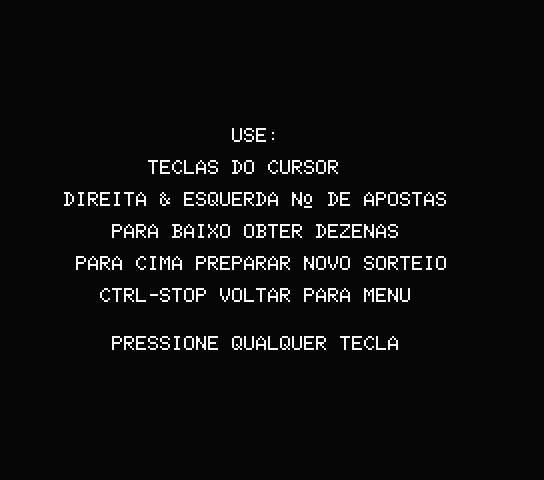 USE:
TECLAS DO CURSOR
DIREITA & ESQUERDA Nº DE APOSTAS
PARA BAIXO OBTER DEZENAS
PARA CIMA PREPARAR NOVO SORTEIO
CTRL-STOP VOLTAR PARA MENU
PRESSIONE QUALQUER TECLA